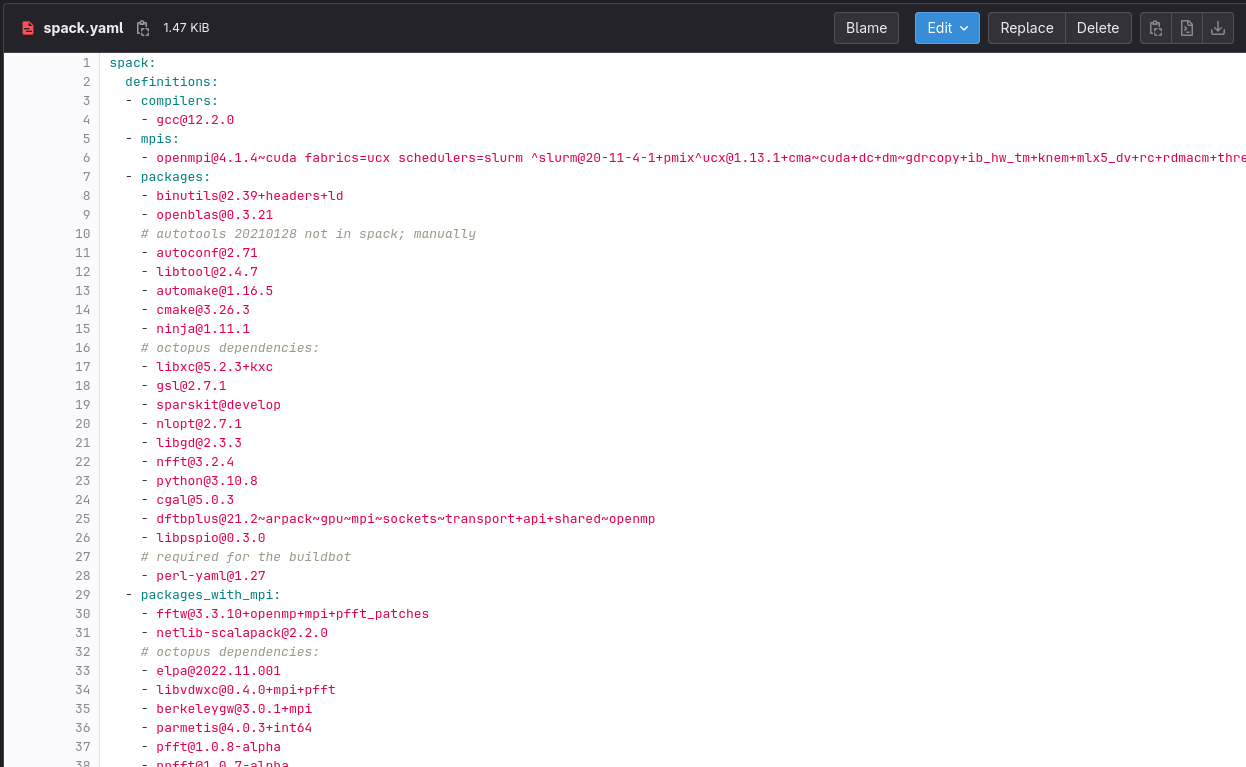 spack.yaml 1.47 KiB Blame Edit Replace Delete
1 spack:
2   definitions:
3   - compilers:
4     - gcc@12.2.0
5   - mpis:
6     - openmpi@4.1.4~cuda fabrics=ucx schedulers=slurm ^slurm@20-11-4-1+pmix^ucx@1.13.1+cma~cuda+dc+dm~gdrcopy+ib_hw_tm+knem+mlx5_dv+rc+rdmacm+thre
7   - packages:
8     - binutils@2.39+headers+ld
9     - openblas@0.3.21
10     # autotools 20210128 not in spack; manually
11     - autoconf@2.71
12     - libtool@2.4.7
13     - automake@1.16.5
14     - cmake@3.26.3
15     - ninja@1.11.1
16     # octopus dependencies:
17     - libxc@5.2.3+kxc
18     - gsl@2.7.1
19     - sparskit@develop
20     - nlopt@2.7.1
21     - libgd@2.3.3
22     - nfft@3.2.4
23     - python@3.10.8
24     - cgal@5.0.3
25     - dftbplus@21.2~arpack~gpu~mpi~sockets~transport+api+shared~openmp
26     - libpspio@0.3.0
27     # required for the buildbot
28     - perl-yaml@1.27
29   - packages_with_mpi:
30     - fftw@3.3.10+openmp+mpi+pfft_patches
31     - netlib-scalapack@2.2.0
32     # octopus dependencies:
33     - elpa@2022.11.001
34     - libvdwxc@0.4.0+mpi+pfft
35     - berkeleygw@3.0.1+mpi
36     - parmetis@4.0.3+int64
37     - pfft@1.0.8-alpha
38     - pnfft@1.0.7-alpha